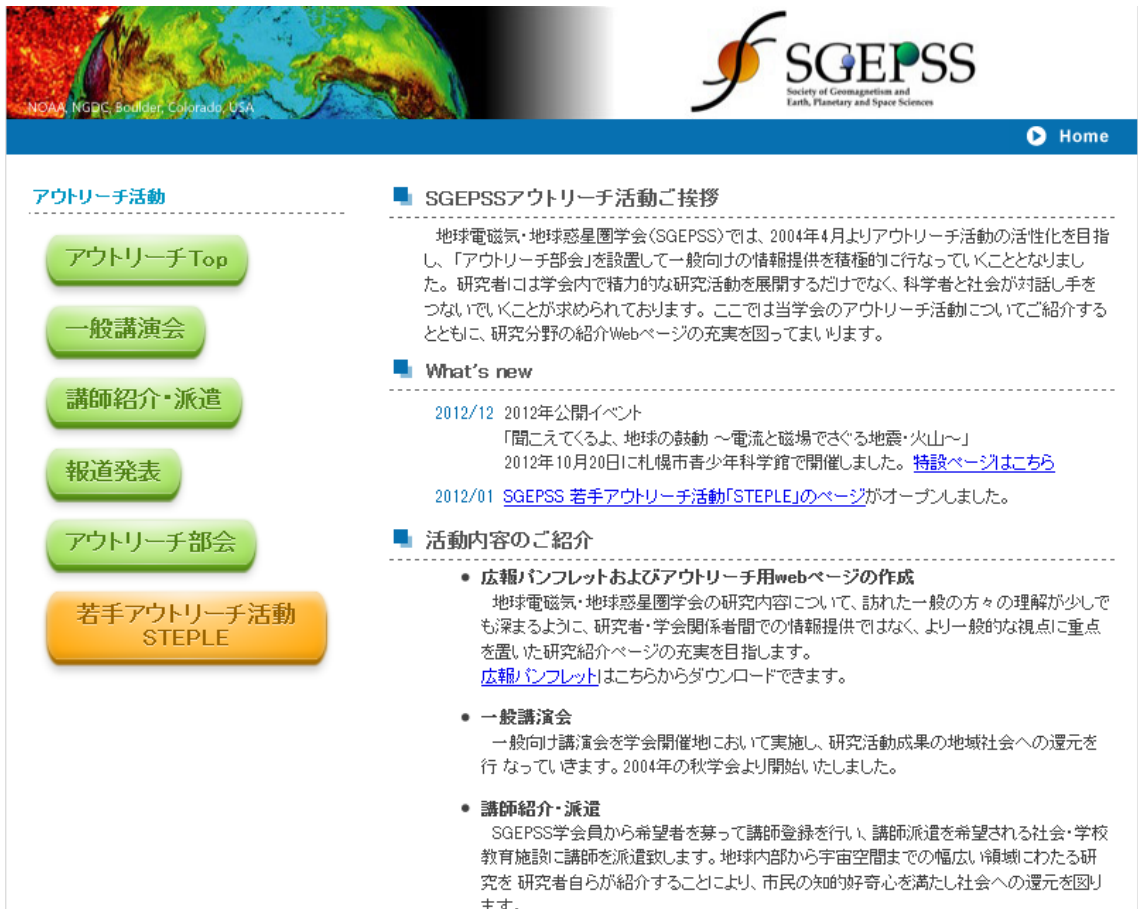 NOAA, NGDC, Boulder, Colorado, USA
SGEPSS
Society of Geomagnetism and
Earth, Planetary and Space Sciences
Home
アウトリーチ活動
アウトリーチTop
一般講演会
講師紹介・派遣
報道発表
アウトリーチ部会
若手アウトリーチ活動
STEPLE
SGEPSSアウトリーチ活動ご挨拶
地球電磁気・地球惑星圏学会(SGEPSS)では、2004年4月よりアウトリーチ活動の活性化を目指
し、「アウトリーチ部会」を設置して一般向けの情報提供を積極的に行なっていくこととなりまし
た。研究者には学会内で精力的な研究活動を展開するだけでなく、科学者と社会が対話し手を
つないでいくことが求められております。ここでは当学会のアウトリーチ活動についてご紹介する
とともに、研究分野の紹介Webページの充実を図ってまいります。
What's new
2012/12 2012年公開イベント
「聞こえてくるよ、地球の鼓動 ～電流と磁場でさぐる地震・火山～」
2012年10月20日に札幌市青少年科学館で開催しました。特設ページはこちら
2012/01 SGEPSS 若手アウトリーチ活動「STEPLE」のページがオープンしました。
活動内容のご紹介
• 広報パンフレットおよびアウトリーチ用webページの作成
地球電磁気・地球惑星圏学会の研究内容について、訪れた一般の方々の理解が少しで
も深まるように、研究者・学会関係者間での情報提供ではなく、より一般的な視点に重点
を置いた研究紹介ページの充実を目指します。
広報パンフレットはこちらからダウンロードできます。
• 一般講演会
一般向け講演会を学会開催地において実施し、研究活動成果の地域社会への還元を
行 なっていきます。2004年の秋学会より開始いたしました。
• 講師紹介・派遣
SGEPSS学会員から希望者を募って講師登録を行い、講師派遣を希望される社会・学校
教育施設に講師を派遣致します。地球内部から宇宙空間までの幅広い領域にわたる研
究を 研究者自らが紹介することにより、市民の知的好奇心を満たし社会への還元を図り
ます。